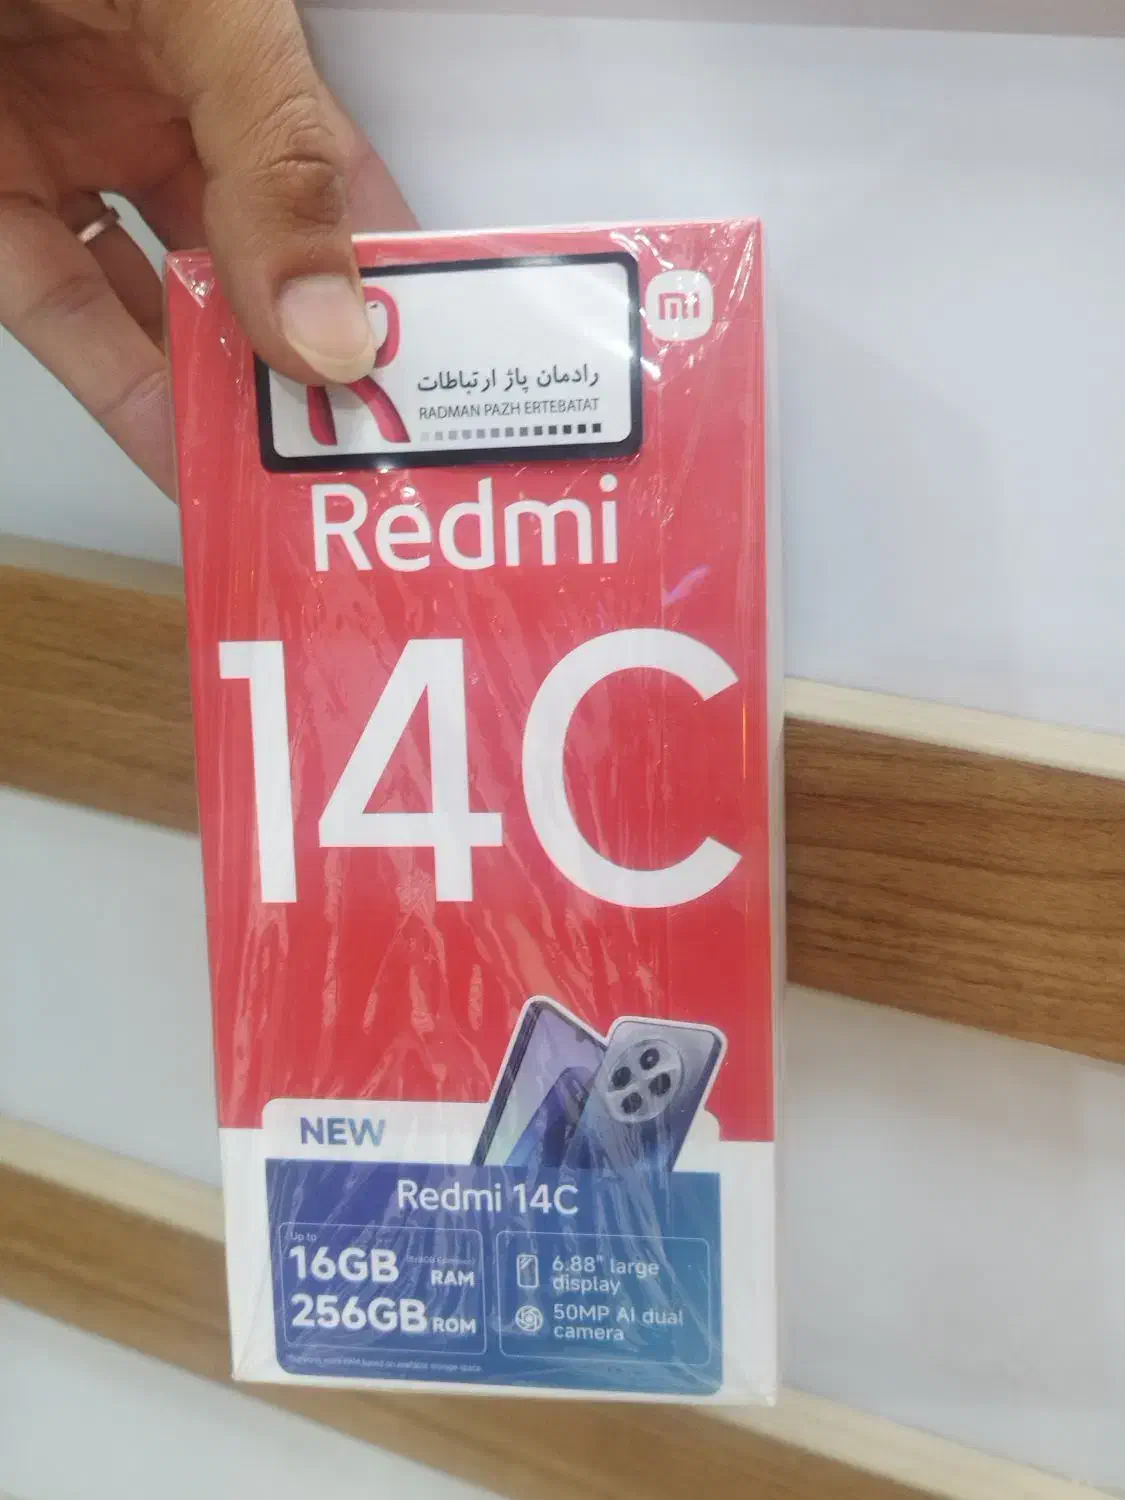 رادمان پاژ ارتباطات
RADMAN PAZH ERTEBATAT
Redmi
14C
NEW
Redmi 14C
Up to
16GB RAM
256GB ROM
6.88" large
display
50MP AI dual
camera